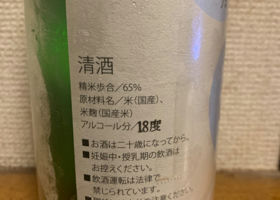 清酒
精米歩合／65%
原材料名／米（国産）、
米麹（国産米）
アルコール分／18度
■お酒は二十歳になってから。
■妊娠中・授乳期の飲酒は
お控えください。
■飲酒運転は法律で
禁じられています。